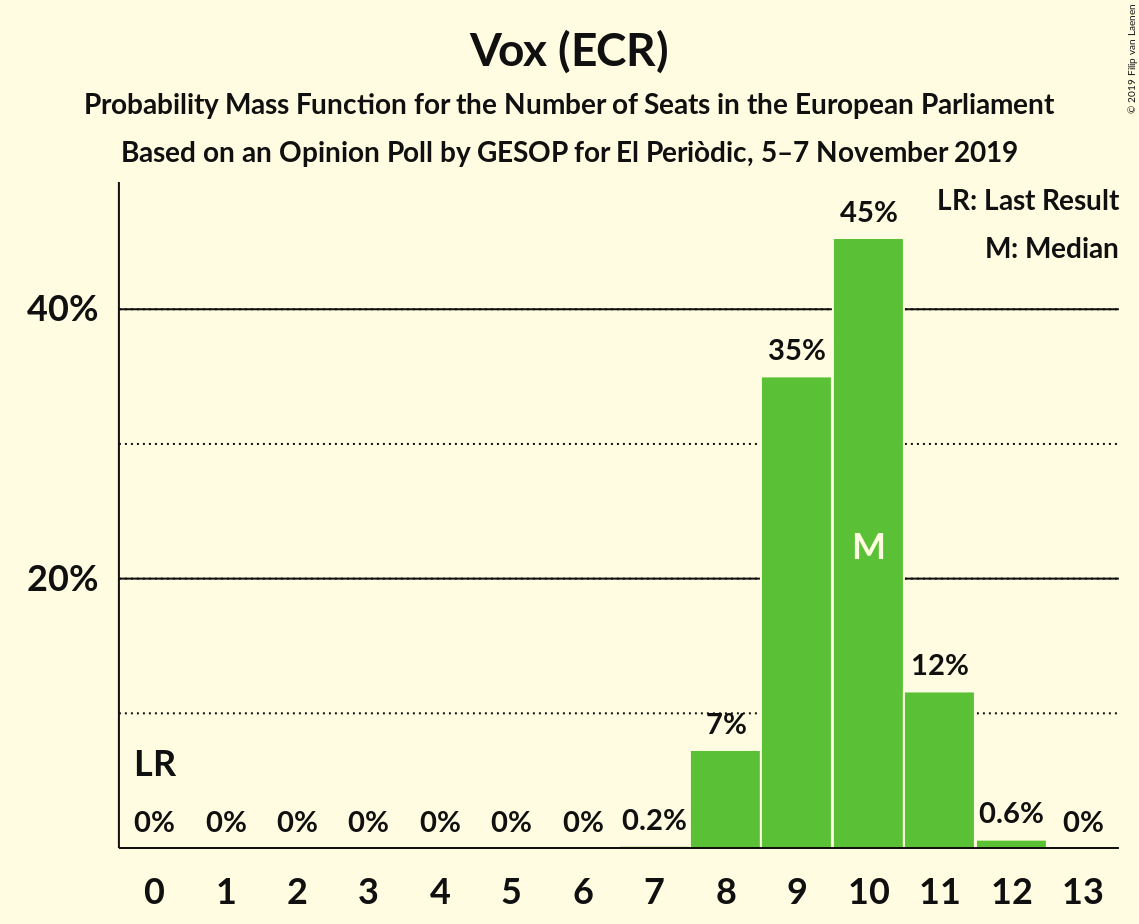 Vox (ECR)
Probability Mass Function for the Number of Seats in the European Parliament
Based on an Opinion Poll by GESOP for El Periòdic, 5–7 November 2019
© 2019 Filip van Laenen
LR: Last Result
M: Median
45%
40%
35%
M
20%
12%
7%
LR
0% 0% 0% 0% 0% 0% 0% 0.2% 0.6% 0%
0 1 2 3 4 5 6 7 8 9 10 11 12 13